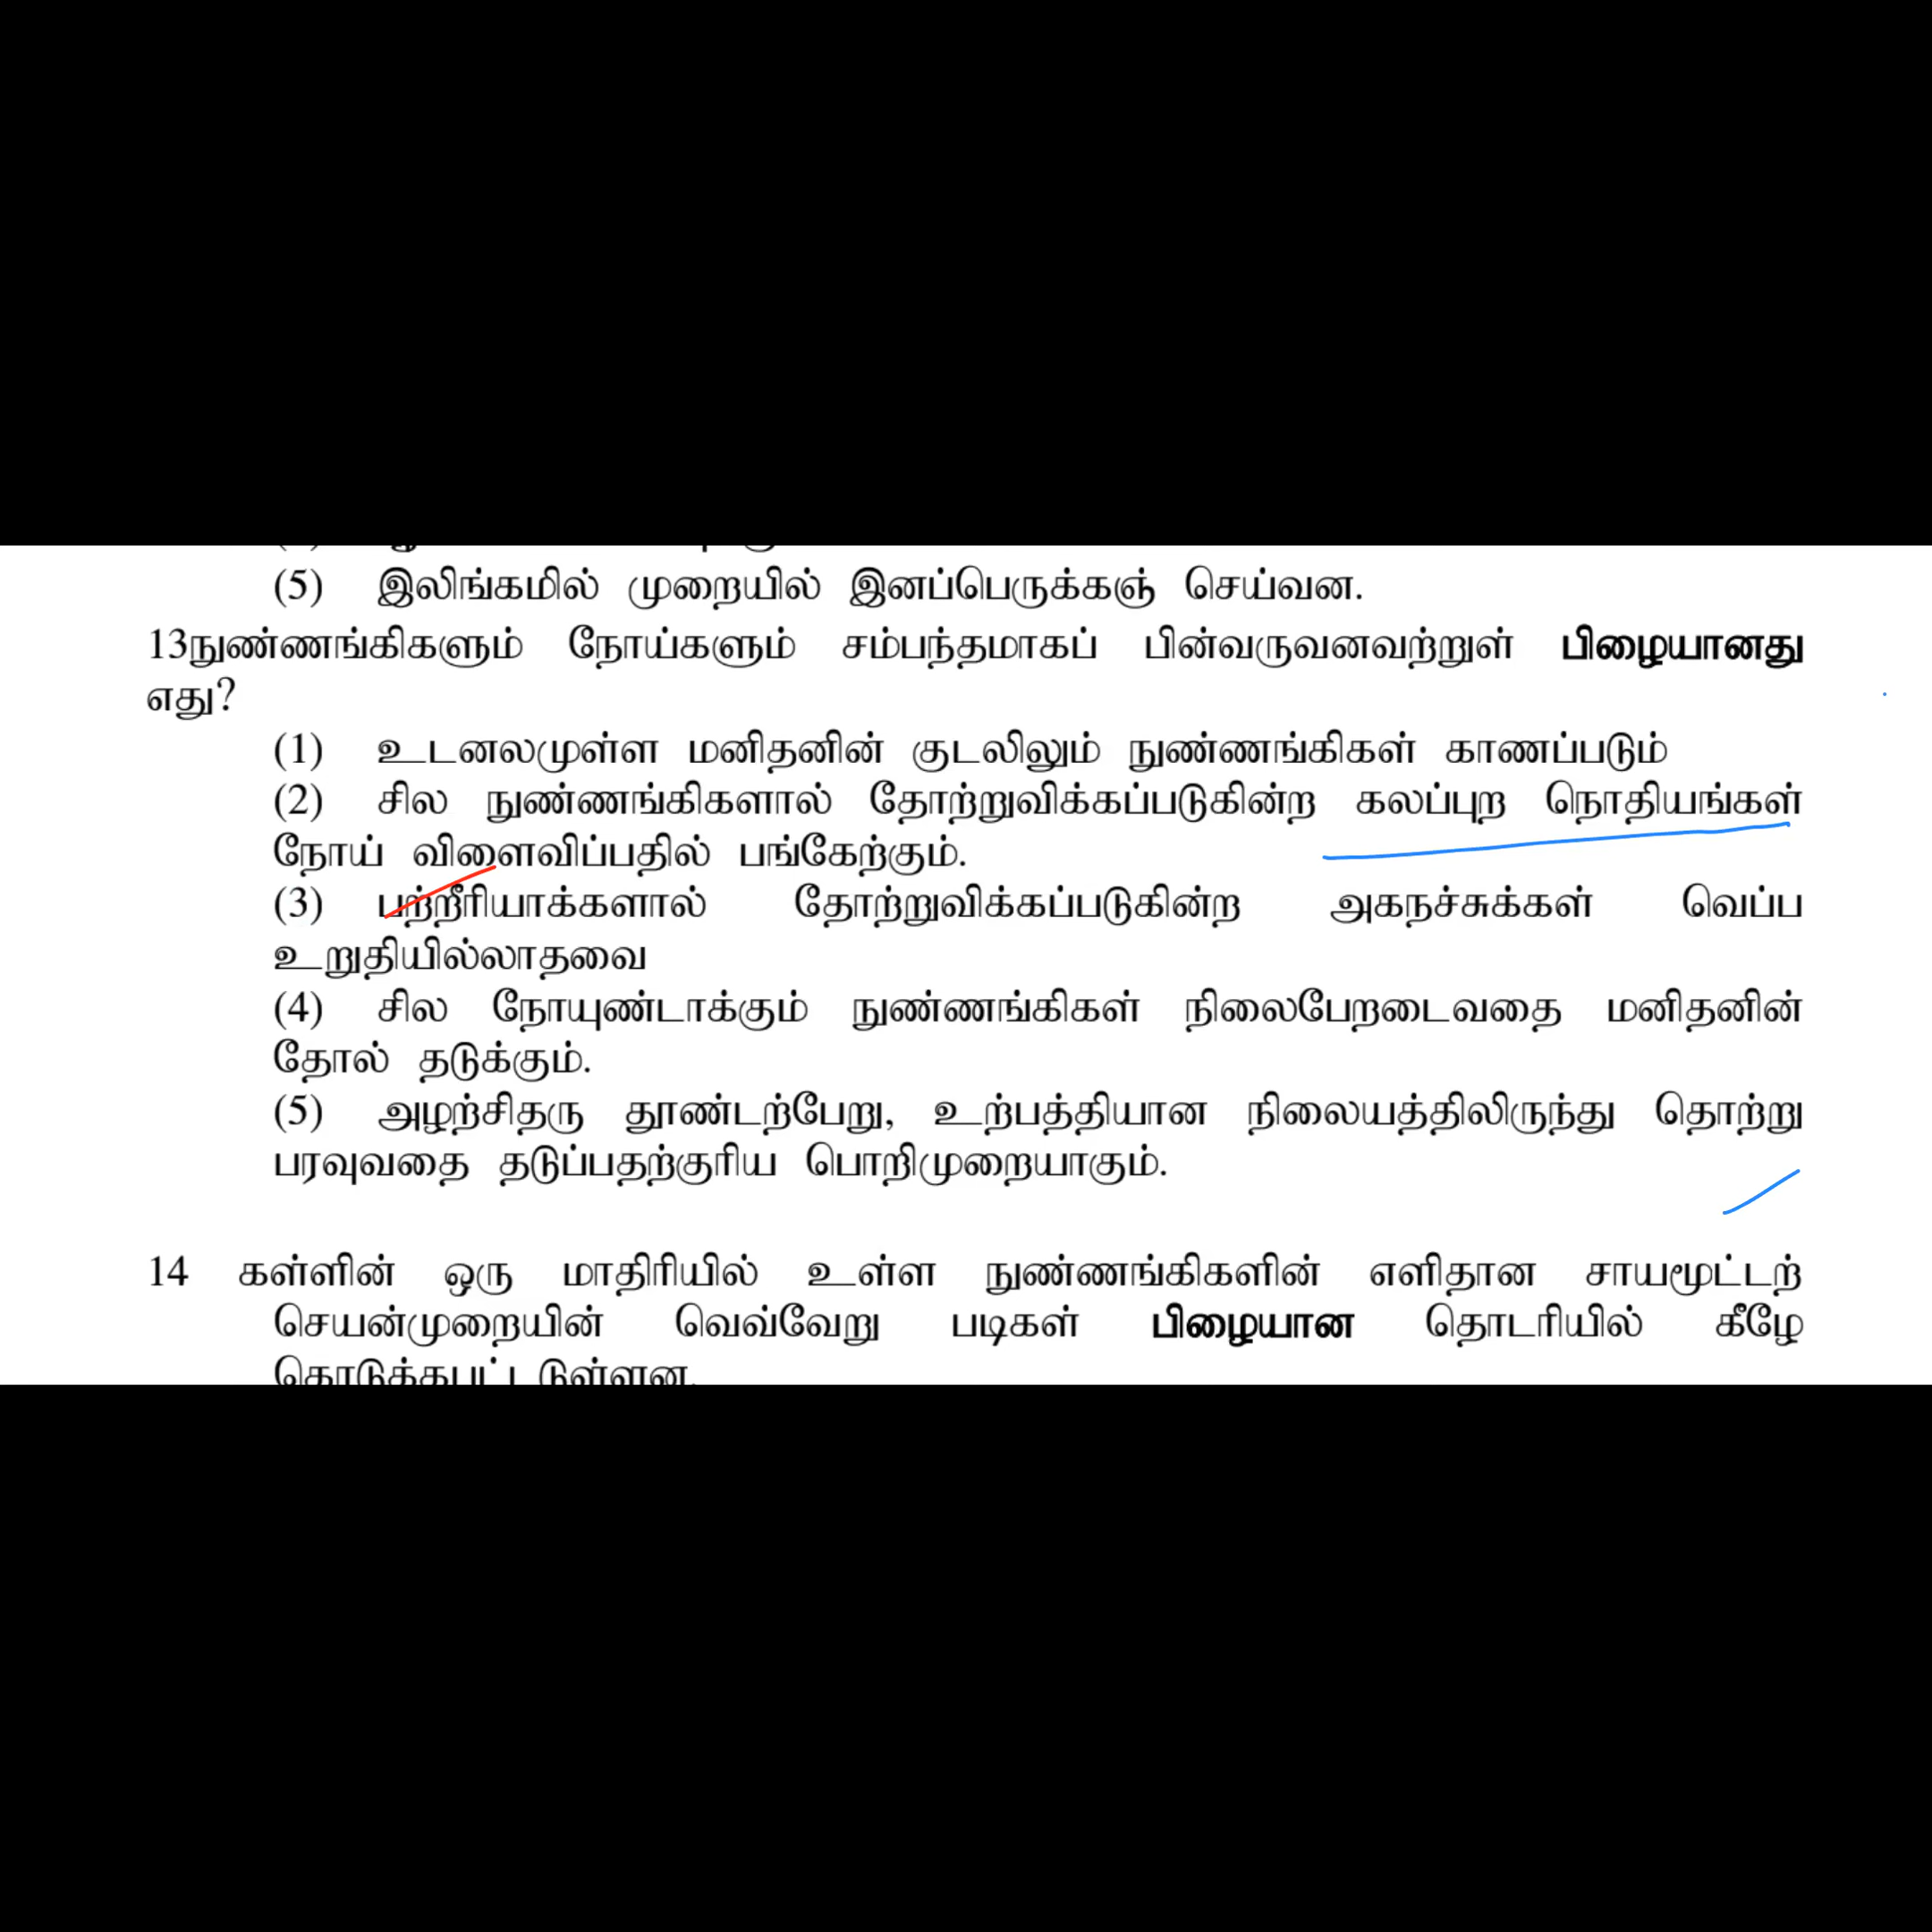 (5) இலிங்கமில் முறையில் இனப்பெருக்கஞ் செய்வன.
13நுண்ணங்கிகளும் நோய்களும் சம்பந்தமாகப் பின்வருவனவற்றுள் பிழையானது
எது?
(1) உடனலமுள்ள மனிதனின் குடலிலும் நுண்ணங்கிகள் காணப்படும்
(2) சில நுண்ணங்கிகளால் தோற்றுவிக்கப்படுகின்ற கலப்புற நொதியங்கள்
நோய் விளைவிப்பதில் பங்கேற்கும்.
(3) பற்றீரியாக்களால் தோற்றுவிக்கப்படுகின்ற அகநச்சுக்கள் வெப்ப
உறுதியில்லாதவை
(4) சில நோயுண்டாக்கும் நுண்ணங்கிகள் நிலைபேறடைவதை மனிதனின்
தோல் தடுக்கும்.
(5) அழற்சிதரு தூண்டற்பேறு, உற்பத்தியான நிலையத்திலிருந்து தொற்று
பரவுவதை தடுப்பதற்குரிய பொறிமுறையாகும்.
14 கள்ளின் ஒரு மாதிரியில் உள்ள நுண்ணங்கிகளின் எளிதான சாயமூட்டற்
செயன்முறையின் வெவ்வேறு படிகள் பிழையான தொடரியில் கீழே
கொடுக்கபட்டடுள்ளன.